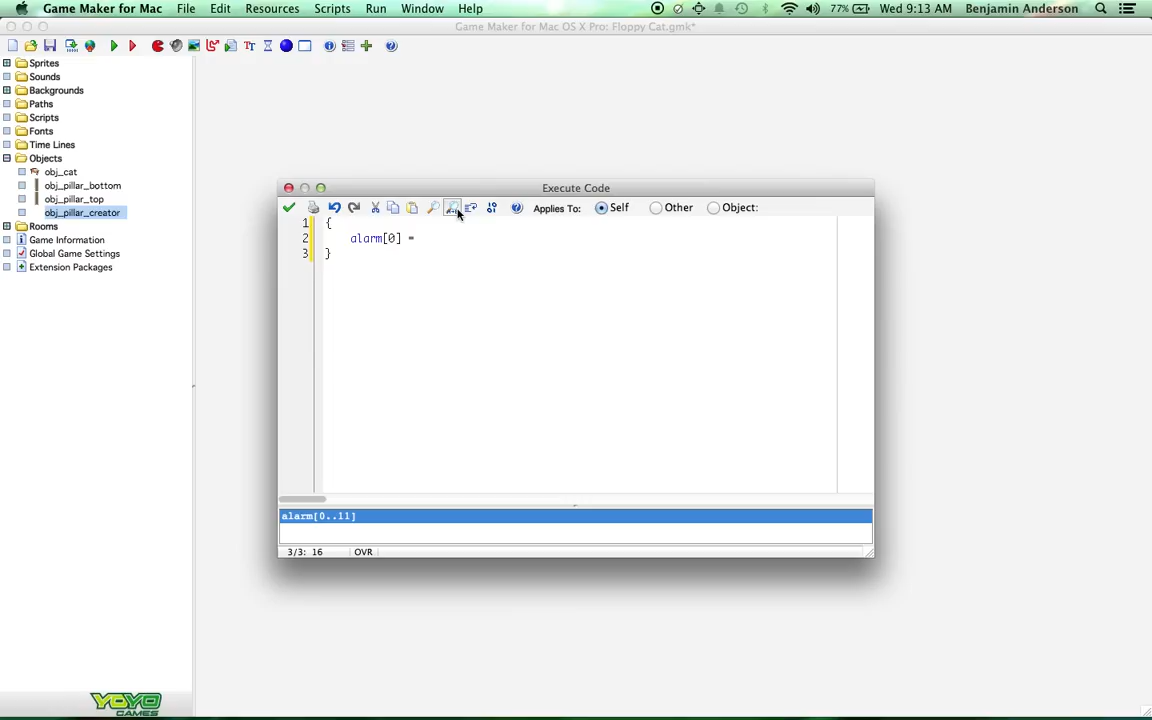 Game Maker for Mac File Edit Resources Scripts Run Window Help 77% Wed 9:13 AM Benjamin Anderson
Game Maker for Mac OS X Pro: Floppy Cat.gmk*
Sprites
Sounds
Backgrounds
Paths
Scripts
Fonts
Time Lines
Objects
obj_cat
obj_pillar_bottom
obj_pillar_top
obj_pillar_creator
Rooms
Game Information
Global Game Settings
Extension Packages
Execute Code
Applies To: Self Other Object:
1 {
2 alarm[0] =
3 }
alarm[0..11]
3/3: 16 OVR
YOYO
GAMES